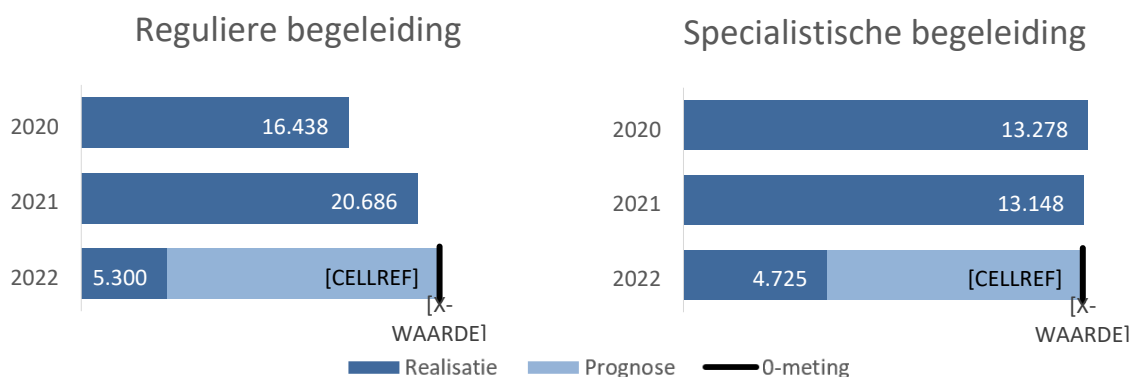 Reguliere begeleiding
2020
16.438
2021
20.686
2022
5.300
[CELLREF]
[X-
WAARDE]
Specialistische begeleiding
2020
13.278
2021
13.148
2022
4.725
[CELLREF]
[X-
WAARDE]
Realisatie
Prognose
0-meting